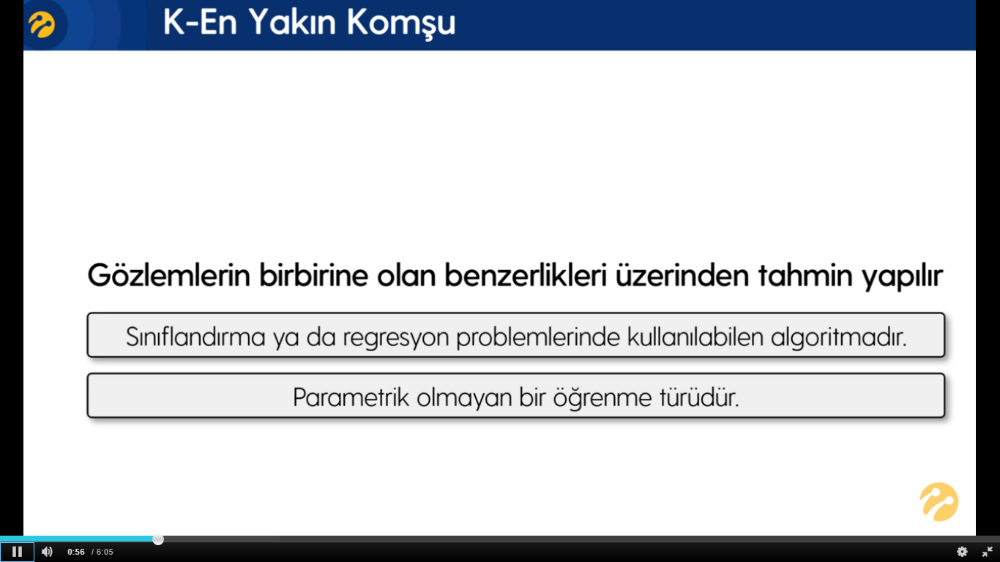 K-En Yakın Komşu
Gözlemlerin birbirine olan benzerlikleri üzerinden tahmin yapılır
Sınıflandırma ya da regresyon problemlerinde kullanılabilen algoritmadır.
Parametrik olmayan bir öğrenme türüdür.
0:56 / 6:05